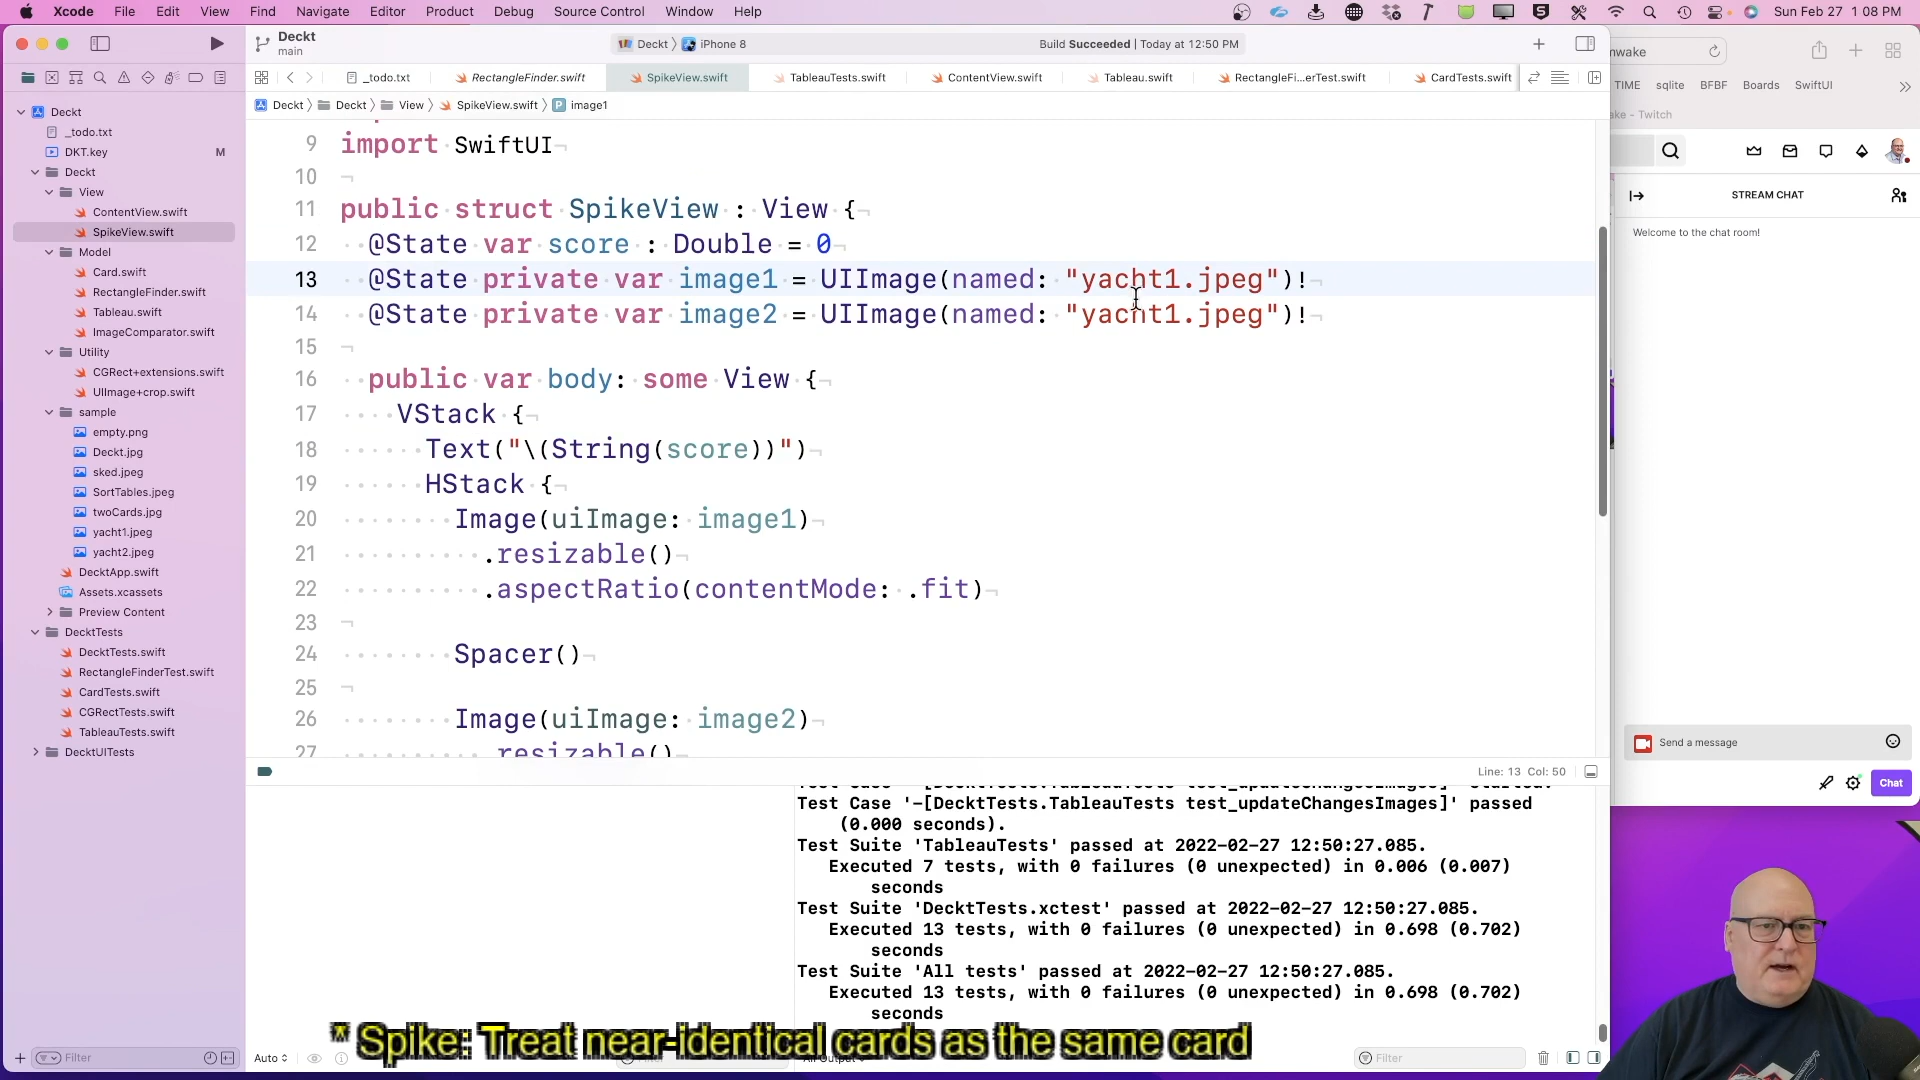 Xcode File Edit View Find Navigate Editor Product Debug Source Control Window Help Sun Feb 27 1:08 PM
Deckt
main
Deckt iPhone 8
Build Succeeded | Today at 12:50 PM
_todo.txt RectangleFinder.swift SpikeView.swift TableauTests.swift ContentView.swift Tableau.swift RectangleFi...erTest.swift CardTests.swift
Deckt Deckt View SpikeView.swift P image1
Deckt
_todo.txt
DKT.key M
Deckt
View
ContentView.swift
SpikeView.swift
Model
Card.swift
RectangleFinder.swift
Tableau.swift
ImageComparator.swift
Utility
CGRect+extensions.swift
UIImage+crop.swift
sample
empty.png
Deckt.jpg
sked.jpeg
SortTables.jpeg
twoCards.jpg
yacht1.jpeg
yacht2.jpeg
DecktApp.swift
Assets.xcassets
Preview Content
DecktTests
DecktTests.swift
RectangleFinderTest.swift
CardTests.swift
CGRectTests.swift
TableauTests.swift
DecktUITests
Filter
9 import SwiftUI
10
11 public struct SpikeView : View {
12 @State var score : Double = 0
13 @State private var image1 = UIImage(named: "yacht1.jpeg")!
14 @State private var image2 = UIImage(named: "yacht1.jpeg")!
15
16 public var body: some View {
17 VStack {
18 Text("\(String(score))")
19 HStack {
20 Image(uiImage: image1)
21 .resizable()
22 .aspectRatio(contentMode: .fit)
23
24 Spacer()
25
26 Image(uiImage: image2)
27 .resizable()
Line: 13 Col: 50
Test Case '-[DecktTests.TableauTests test_updateChangesImages]' started.
Test Case '-[DecktTests.TableauTests test_updateChangesImages]' passed
(0.000 seconds).
Test Suite 'TableauTests' passed at 2022-02-27 12:50:27.085.
Executed 7 tests, with 0 failures (0 unexpected) in 0.006 (0.007)
seconds
Test Suite 'DecktTests.xctest' passed at 2022-02-27 12:50:27.085.
Executed 13 tests, with 0 failures (0 unexpected) in 0.698 (0.702)
seconds
Test Suite 'All tests' passed at 2022-02-27 12:50:27.085.
Executed 13 tests, with 0 failures (0 unexpected) in 0.698 (0.702)
seconds
* Spike: Treat near-identical cards as the same card
Auto Filter
nwake
TIME sqlite BFBF Boards SwiftUI
ake - Twitch
STREAM CHAT
Welcome to the chat room!
Send a message
Chat